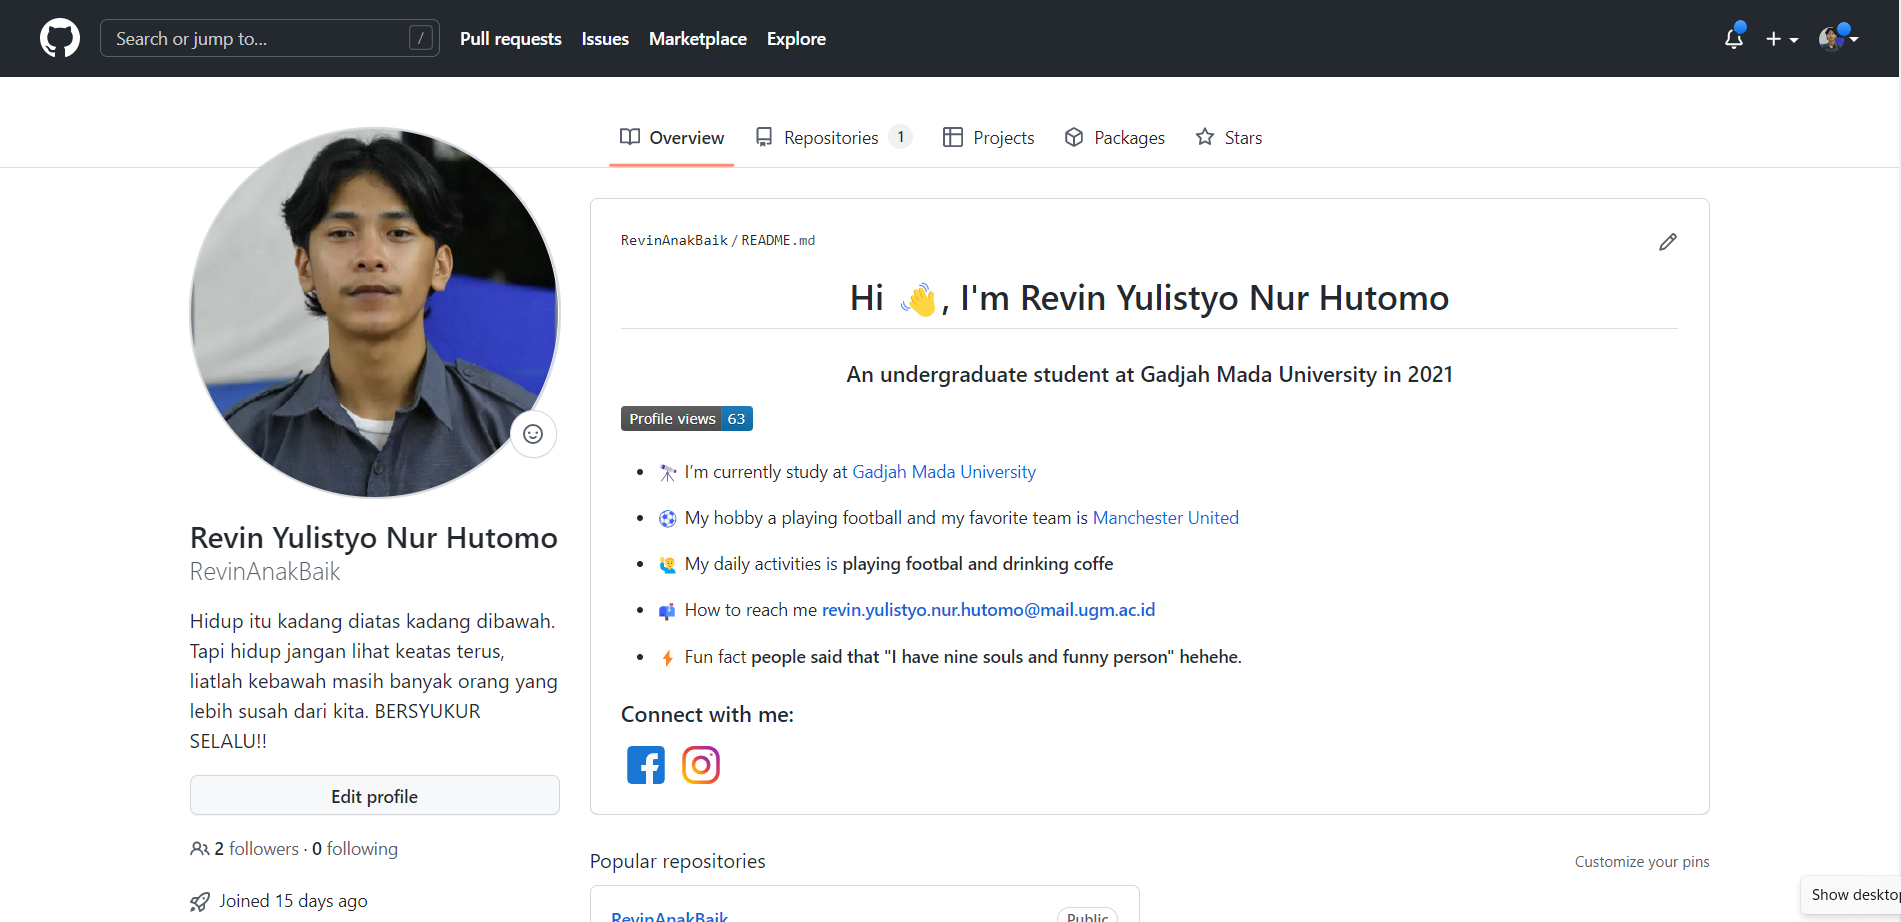 Search or jump to...
/
Pull requests
Issues
Marketplace
Explore
Overview
Repositories 1
Projects
Packages
Stars
RevinAnakBaik / README.md
Hi 👋, I'm Revin Yulistyo Nur Hutomo
An undergraduate student at Gadjah Mada University in 2021
Profile views 63
I'm currently study at Gadjah Mada University
My hobby a playing football and my favorite team is Manchester United
My daily activities is playing footbal and drinking coffe
How to reach me revin.yulistyo.nur.hutomo@mail.ugm.ac.id
Fun fact people said that "I have nine souls and funny person" hehehe.
Connect with me:
Revin Yulistyo Nur Hutomo
RevinAnakBaik
Hidup itu kadang diatas kadang dibawah.
Tapi hidup jangan lihat keatas terus,
liatlah kebawah masih banyak orang yang
lebih susah dari kita. BERSYUKUR
SELALU!!
Edit profile
2 followers · 0 following
Joined 15 days ago
Popular repositories
Customize your pins
RevinAnakBaik
Public
Show desktop